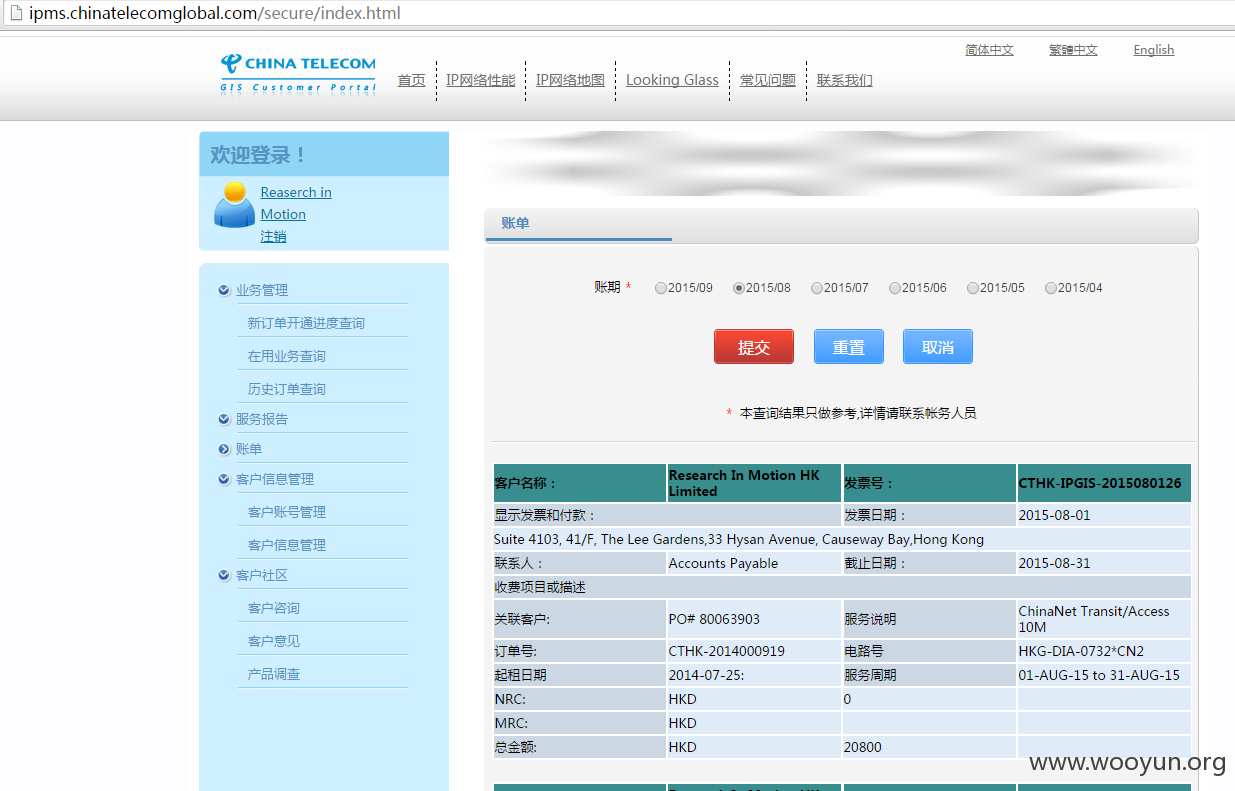 ipms.chinatelecomglobal.com/secure/index.html
简体中文 繁體中文 English
CHINA TELECOM
GIS Customer Portal
首页 IP网络性能 IP网络地图 Looking Glass 常见问题 联系我们
欢迎登录！
Reaserch in
Motion
注销
业务管理
新订单开通进度查询
在用业务查询
历史订单查询
服务报告
账单
客户信息管理
客户账号管理
客户信息管理
客户社区
客户咨询
客户意见
产品调查
账单
账期 * 2015/09 2015/08 2015/07 2015/06 2015/05 2015/04
提交 重置 取消
* 本查询结果只做参考,详情请联系帐务人员
客户名称： Research In Motion HK Limited 发票号： CTHK-IPGIS-2015080126
显示发票和付款： 发票日期： 2015-08-01
Suite 4103, 41/F, The Lee Gardens,33 Hysan Avenue, Causeway Bay,Hong Kong
联系人： Accounts Payable 截止日期： 2015-08-31
收费项目或描述
关联客户: PO# 80063903 服务说明 ChinaNet Transit/Access 10M
订单号: CTHK-2014000919 电路号 HKG-DIA-0732*CN2
起租日期 2014-07-25: 服务周期 01-AUG-15 to 31-AUG-15
NRC: HKD 0
MRC: HKD
总金额: HKD 20800
www.wooyun.org